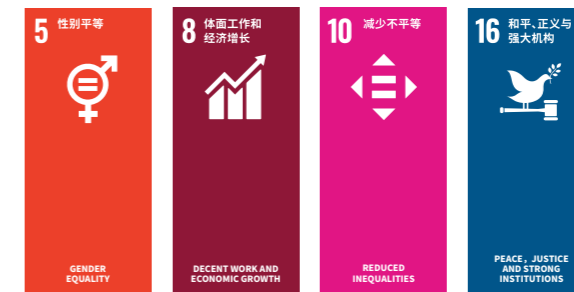 5 性别平等
GENDER
EQUALITY
8 体面工作和
经济增长
DECENT WORK AND
ECONOMIC GROWTH
10 减少不平等
REDUCED
INEQUALITIES
16 和平、正义与
强大机构
PEACE, JUSTICE
AND STRONG
INSTITUTIONS